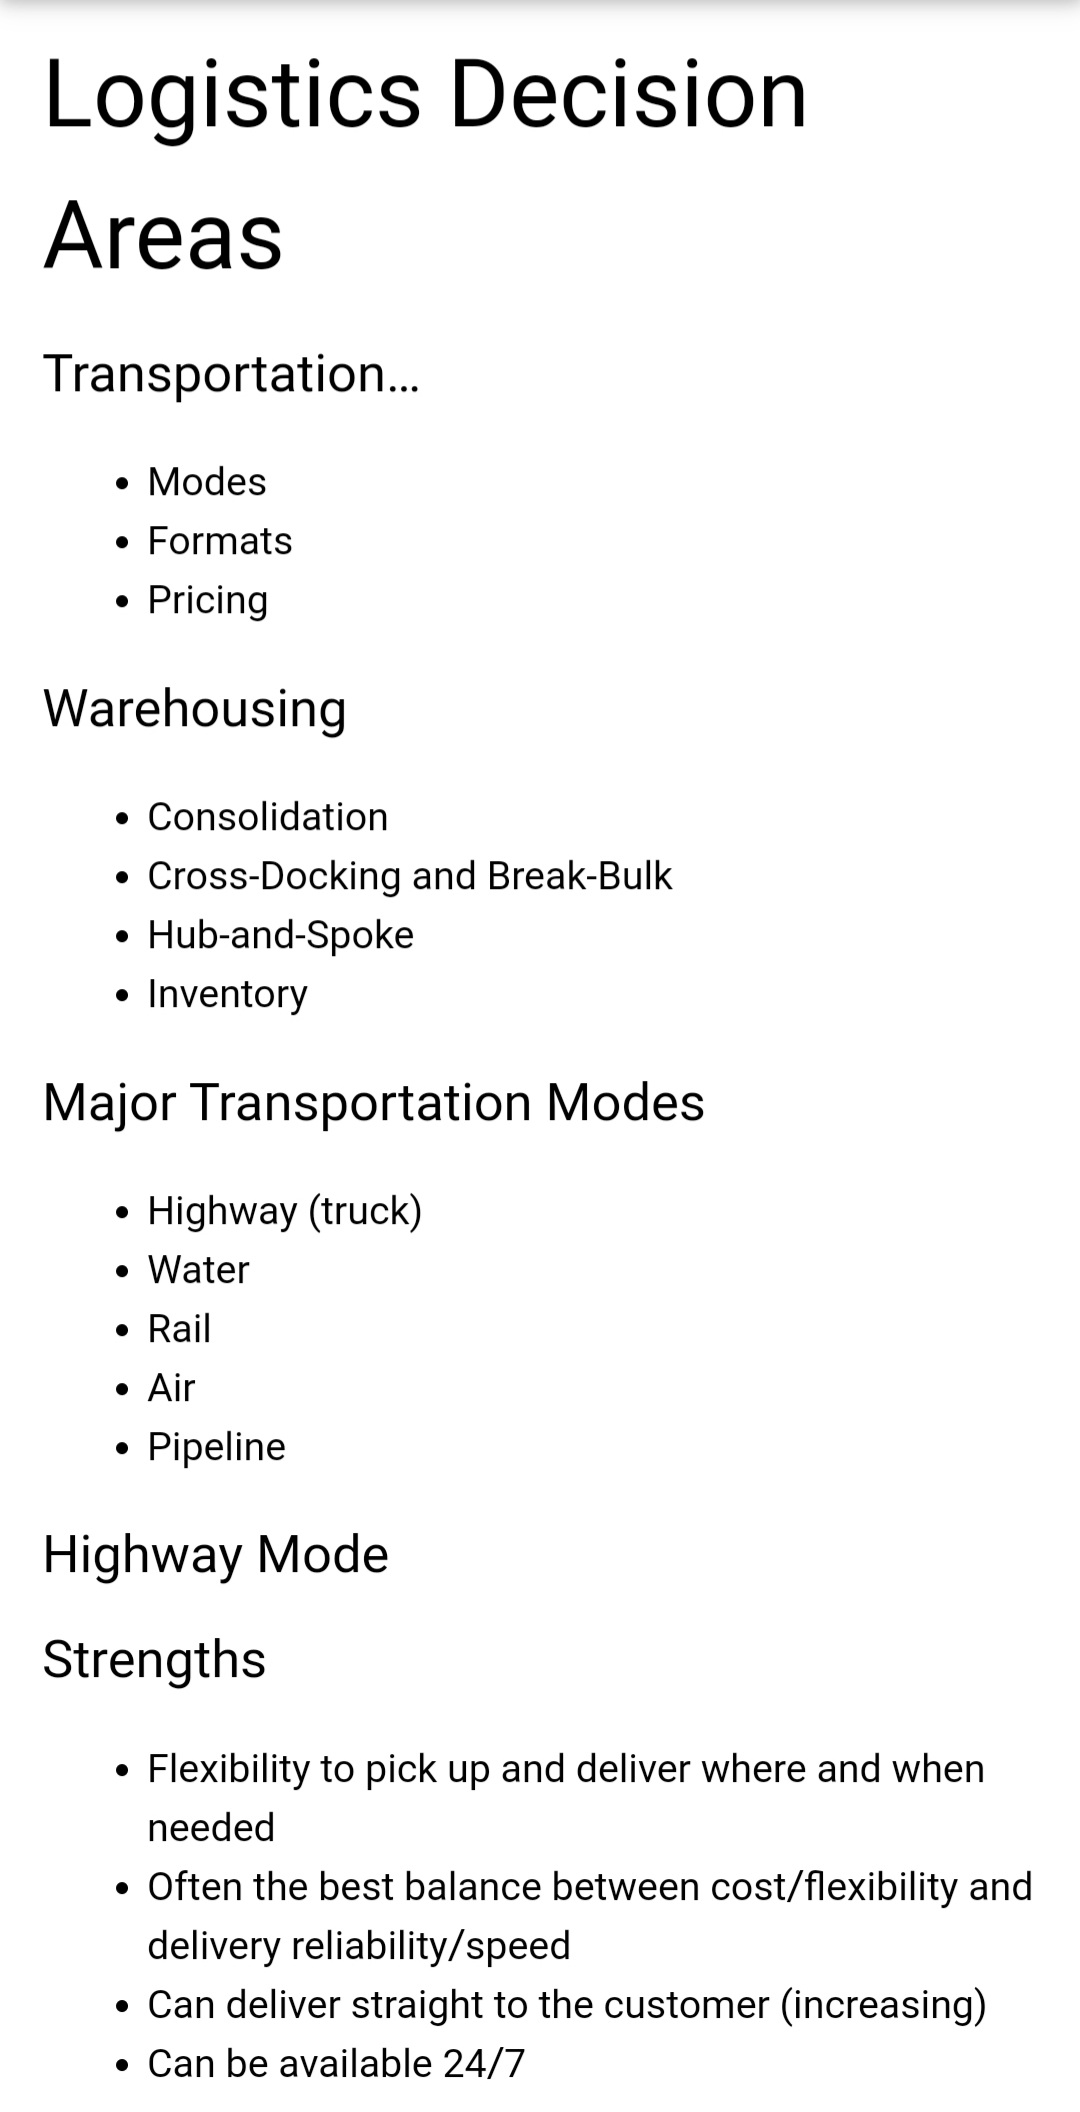 Logistics Decision
Areas
Transportation…
• Modes
• Formats
• Pricing
Warehousing
• Consolidation
• Cross-Docking and Break-Bulk
• Hub-and-Spoke
• Inventory
Major Transportation Modes
• Highway (truck)
• Water
• Rail
• Air
• Pipeline
Highway Mode
Strengths
• Flexibility to pick up and deliver where and when
needed
• Often the best balance between cost/flexibility and
delivery reliability/speed
• Can deliver straight to the customer (increasing)
• Can be available 24/7